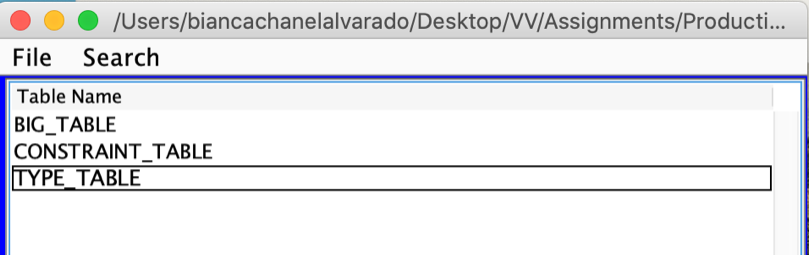 /Users/biancachanelalvarado/Desktop/VV/Assignments/Producti...
File Search
Table Name
BIG_TABLE
CONSTRAINT_TABLE
TYPE_TABLE